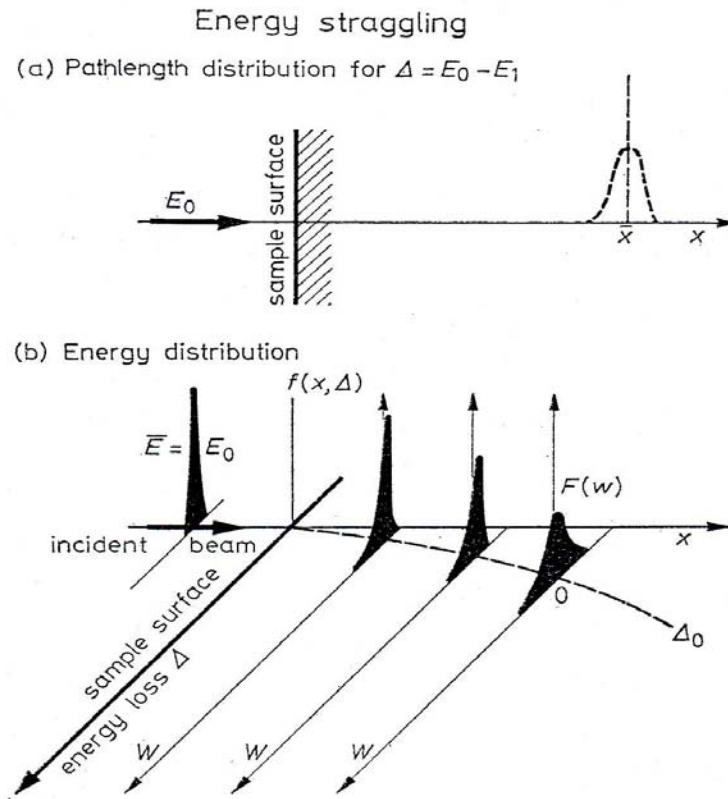 Energy straggling
(a) Pathlength distribution for Δ = E₀ – E₁
E₀
sample surface
x̄
x
(b) Energy distribution
f(x, Δ)
E̅ = E₀
F(w)
incident beam
x
0
Δ₀
sample surface
energy loss Δ
W
W
W